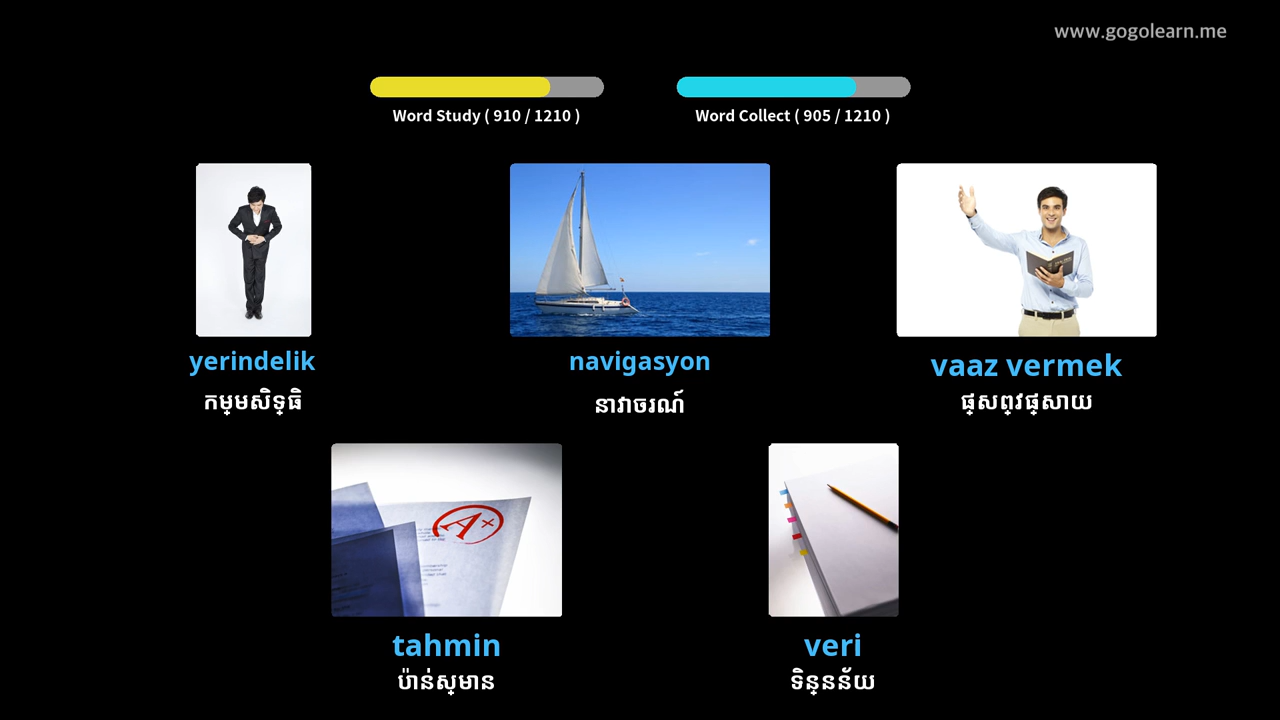 www.gogolearn.me
Word Study ( 910 / 1210 )
Word Collect ( 905 / 1210 )
yerindelik
កម្មសិទ្ធិ
navigasyon
នាវាចរណ៍
vaaz vermek
ផ្សព្វផ្សាយ
tahmin
ប៉ាន់ស្មាន
veri
ទិន្នន័យ
A+